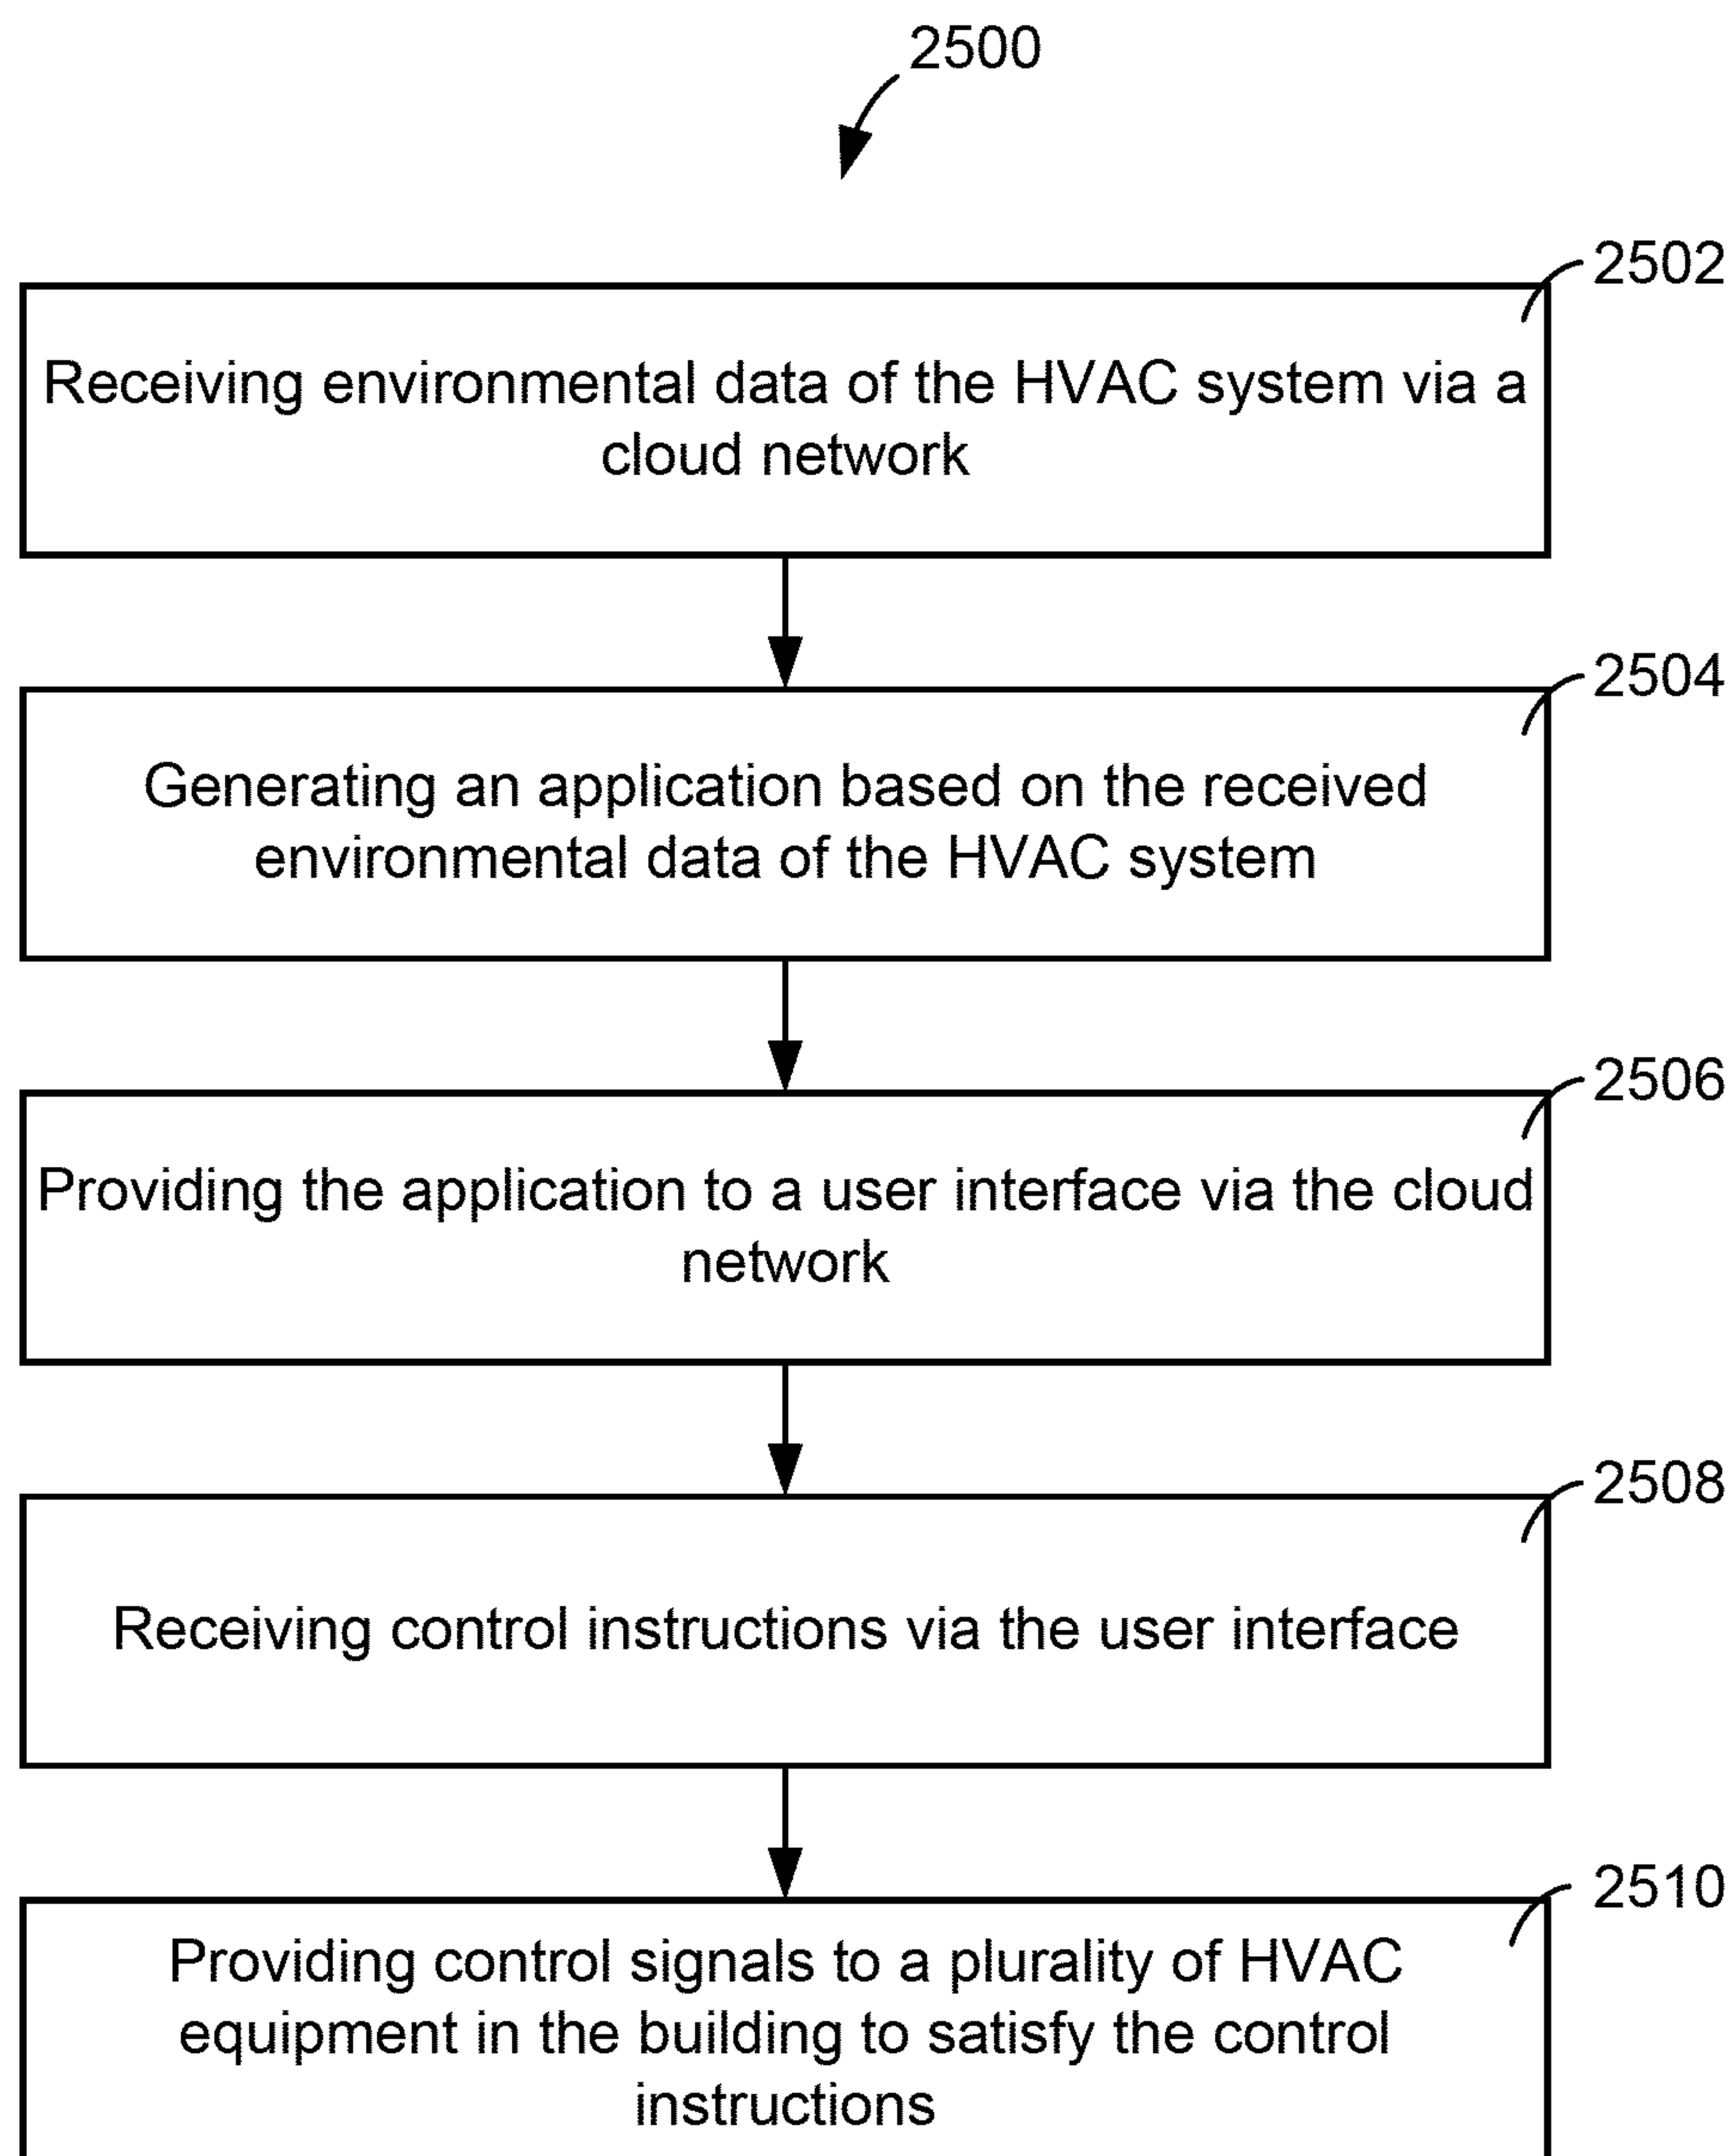 2500
2502
Receiving environmental data of the HVAC system via a
cloud network
2504
Generating an application based on the received
environmental data of the HVAC system
2506
Providing the application to a user interface via the cloud
network
2508
Receiving control instructions via the user interface
2510
Providing control signals to a plurality of HVAC
equipment in the building to satisfy the control
instructions